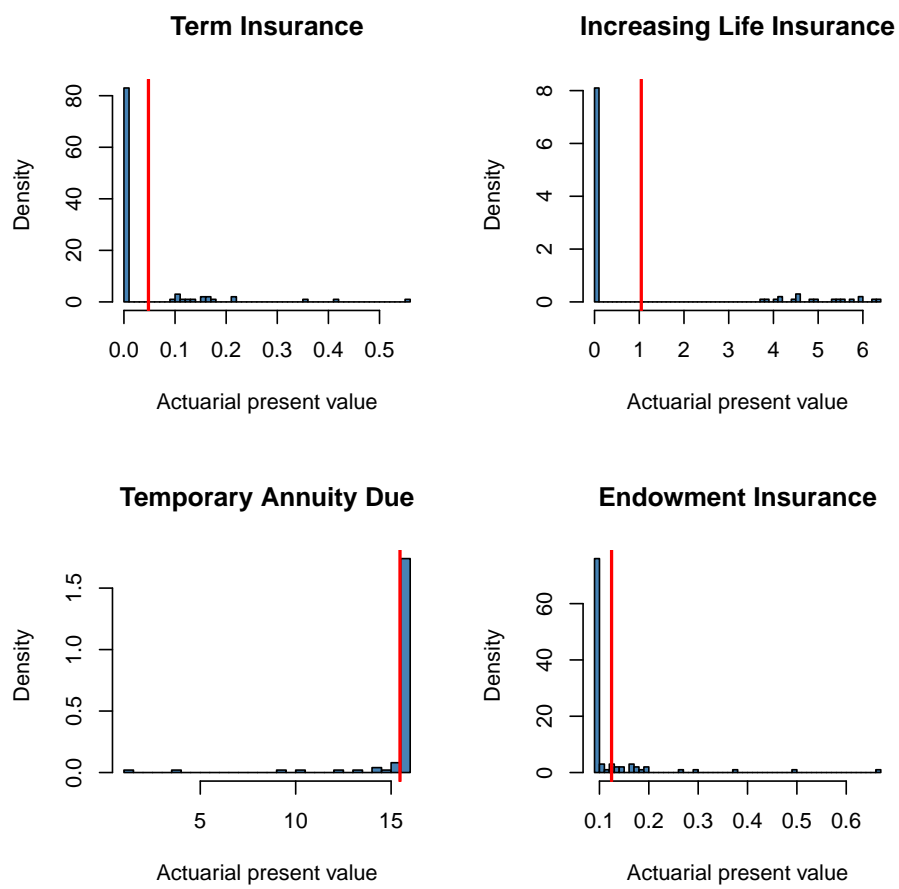 Term Insurance
Density
0 20 40 60 80
0.0 0.1 0.2 0.3 0.4 0.5
Actuarial present value
Increasing Life Insurance
Density
0 2 4 6 8
0 1 2 3 4 5 6
Actuarial present value
Temporary Annuity Due
Density
0.0 0.5 1.0 1.5
5 10 15
Actuarial present value
Endowment Insurance
Density
0 20 40 60
0.1 0.2 0.3 0.4 0.5 0.6
Actuarial present value